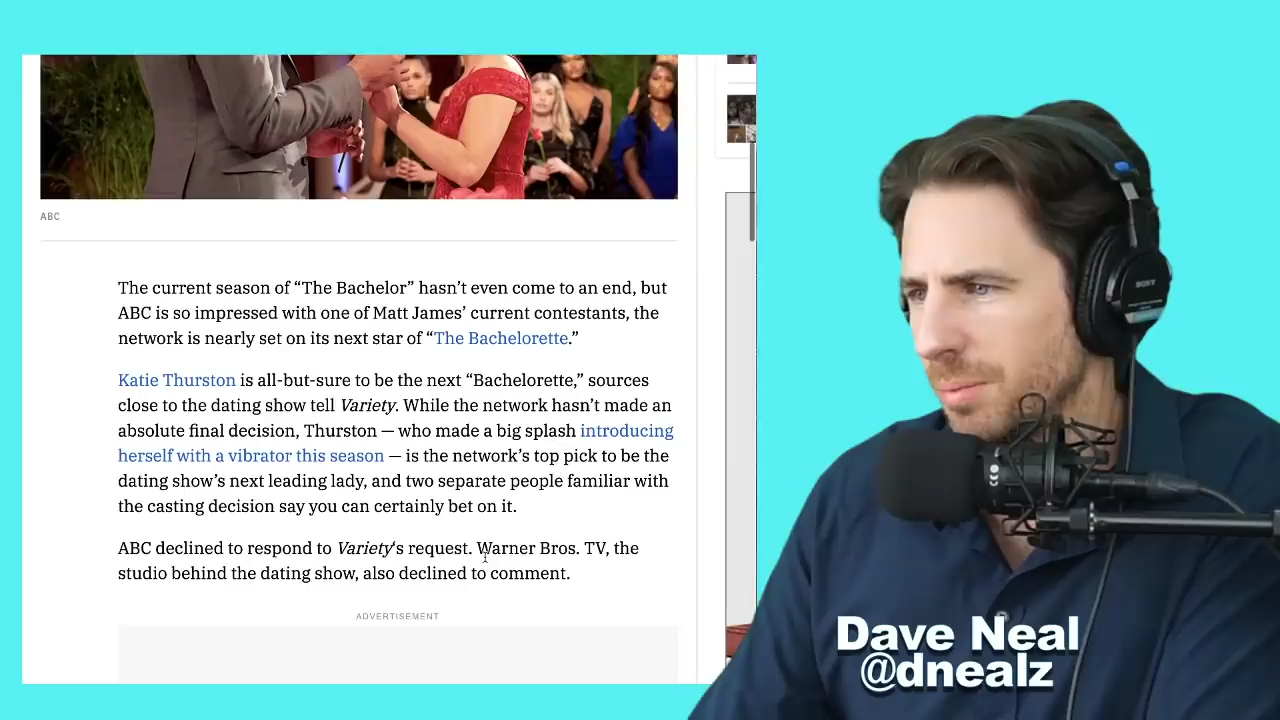 ABC
The current season of “The Bachelor” hasn’t even come to an end, but
ABC is so impressed with one of Matt James’ current contestants, the
network is nearly set on its next star of “The Bachelorette.”
Katie Thurston is all-but-sure to be the next “Bachelorette,” sources
close to the dating show tell Variety. While the network hasn’t made an
absolute final decision, Thurston — who made a big splash introducing
herself with a vibrator this season — is the network’s top pick to be the
dating show’s next leading lady, and two separate people familiar with
the casting decision say you can certainly bet on it.
ABC declined to respond to Variety‘s request. Warner Bros. TV, the
studio behind the dating show, also declined to comment.
ADVERTISEMENT
SONY
Dave Neal
@dnealz